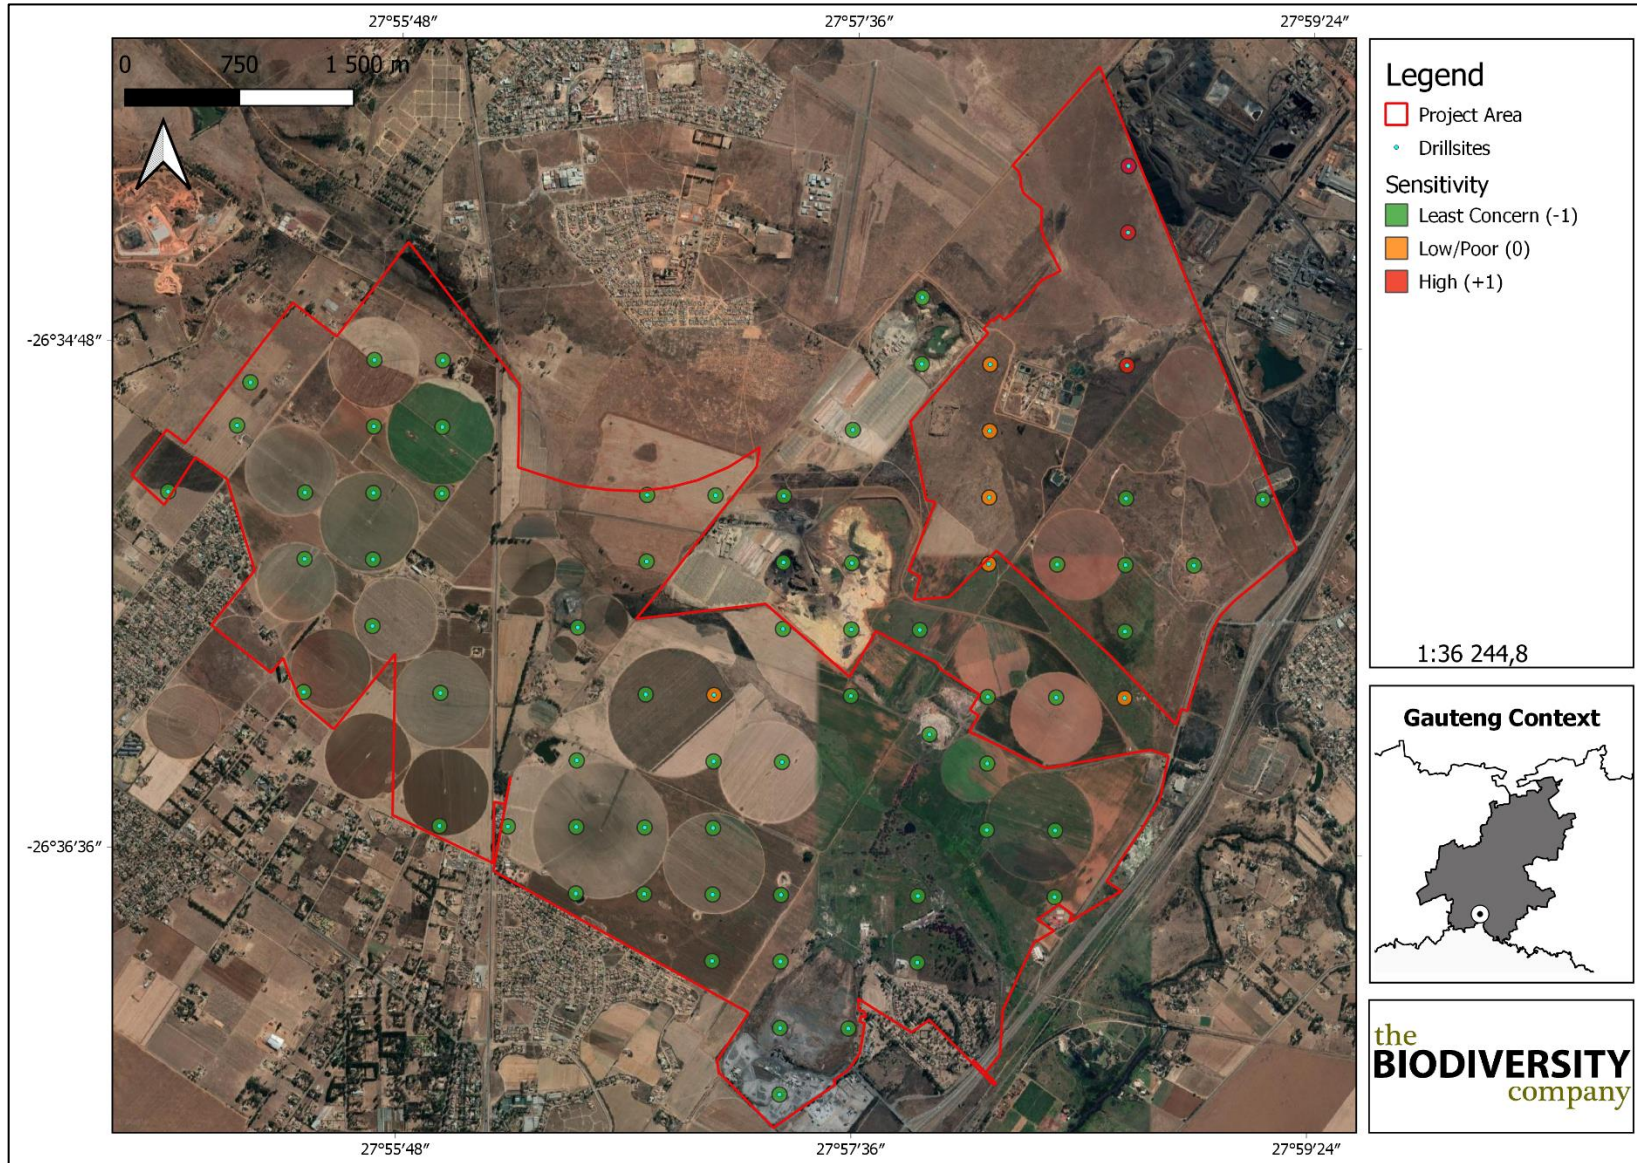 27°55′48″ 27°57′36″ 27°59′24″
0 750 1 500 m
-26°34′48″
-26°36′36″
27°55′48″ 27°57′36″ 27°59′24″
Legend
Project Area
Drillsites
Sensitivity
Least Concern (-1)
Low/Poor (0)
High (+1)
1:36 244,8
Gauteng Context
the
BIODIVERSITY
company